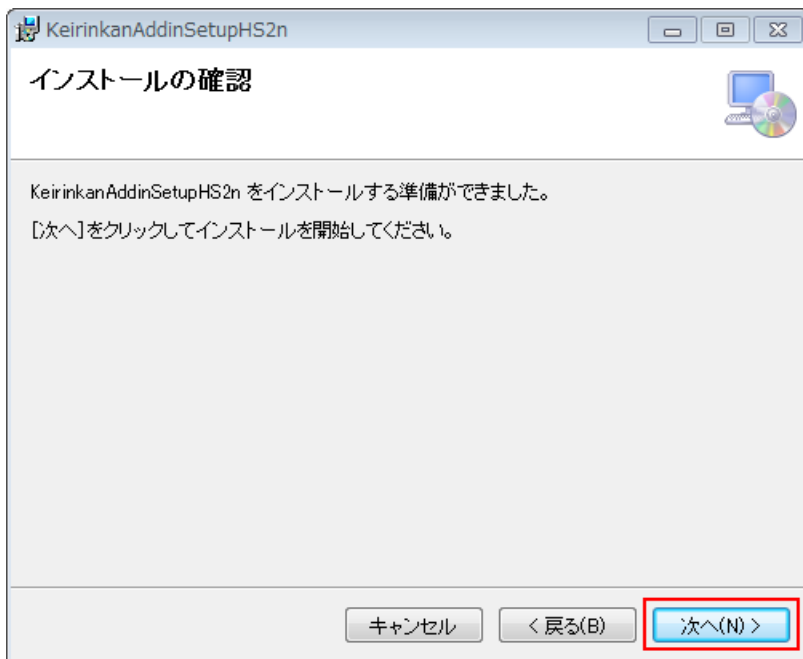 KeirinkanAddinSetupHS2n
インストールの確認
KeirinkanAddinSetupHS2n をインストールする準備ができました。
[次へ]をクリックしてインストールを開始してください。
キャンセル
< 戻る(B)
次へ(N) >